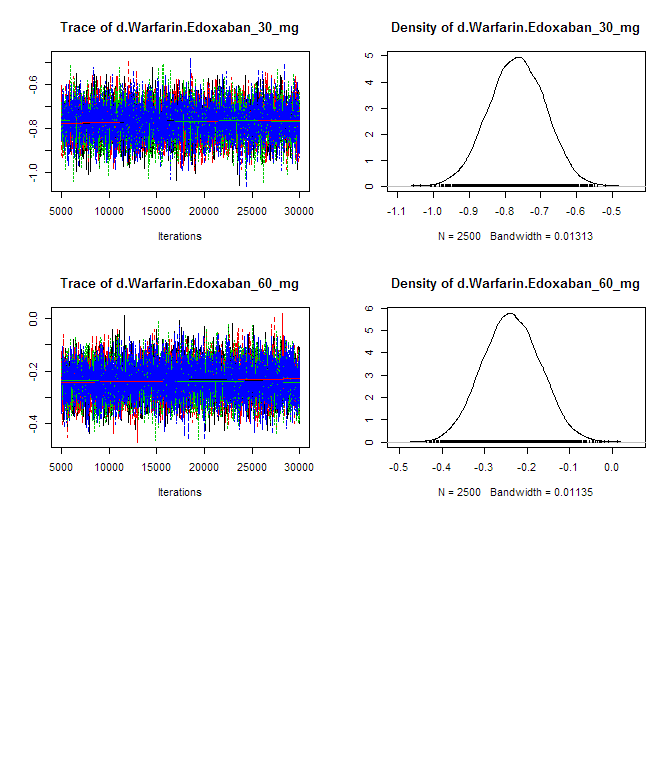 Trace of d.Warfarin.Edoxaban_30_mg
-0.6
-0.8
-1.0
5000 10000 15000 20000 25000 30000
Iterations
Density of d.Warfarin.Edoxaban_30_mg
5
4
3
2
1
0
-1.1 -1.0 -0.9 -0.8 -0.7 -0.6 -0.5
N = 2500 Bandwidth = 0.01313
Trace of d.Warfarin.Edoxaban_60_mg
0.0
-0.2
-0.4
5000 10000 15000 20000 25000 30000
Iterations
Density of d.Warfarin.Edoxaban_60_mg
6
5
4
3
2
1
0
-0.5 -0.4 -0.3 -0.2 -0.1 0.0
N = 2500 Bandwidth = 0.01135